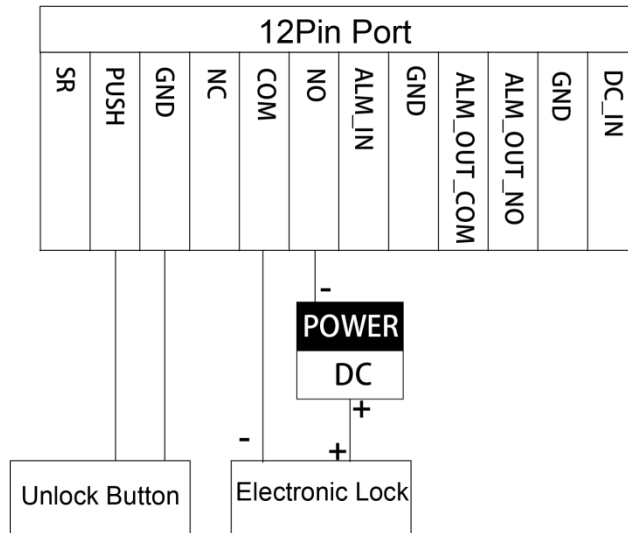 12Pin Port
SR
PUSH
GND
NC
COM
NO
ALM_IN
GND
ALM_OUT_COM
ALM_OUT_NO
GND
DC_IN
-
POWER
DC
+
-
+
Unlock Button
Electronic Lock